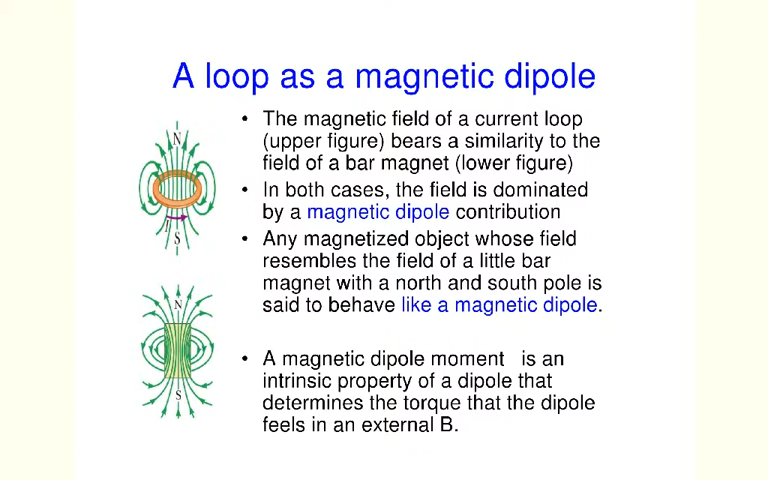 A loop as a magnetic dipole
• The magnetic field of a current loop
(upper figure) bears a similarity to the
field of a bar magnet (lower figure)
• In both cases, the field is dominated
by a magnetic dipole contribution
• Any magnetized object whose field
resembles the field of a little bar
magnet with a north and south pole is
said to behave like a magnetic dipole.
• A magnetic dipole moment is an
intrinsic property of a dipole that
determines the torque that the dipole
feels in an external B.
N
I
S
N
S